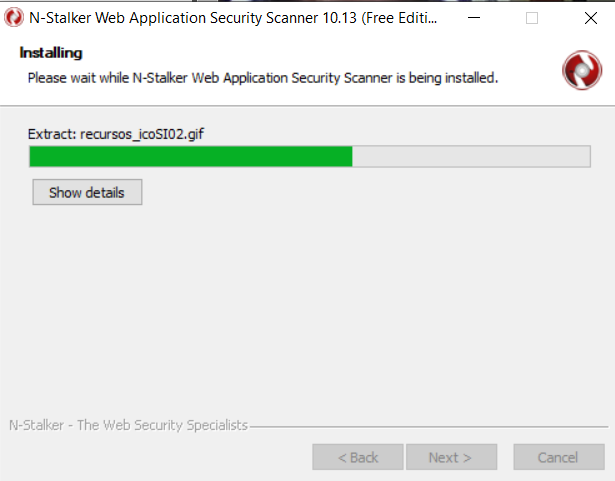 N-Stalker Web Application Security Scanner 10.13 (Free Editi...
Installing
Please wait while N-Stalker Web Application Security Scanner is being installed.
Extract: recursos_icoSI02.gif
Show details
N-Stalker - The Web Security Specialists
< Back
Next >
Cancel